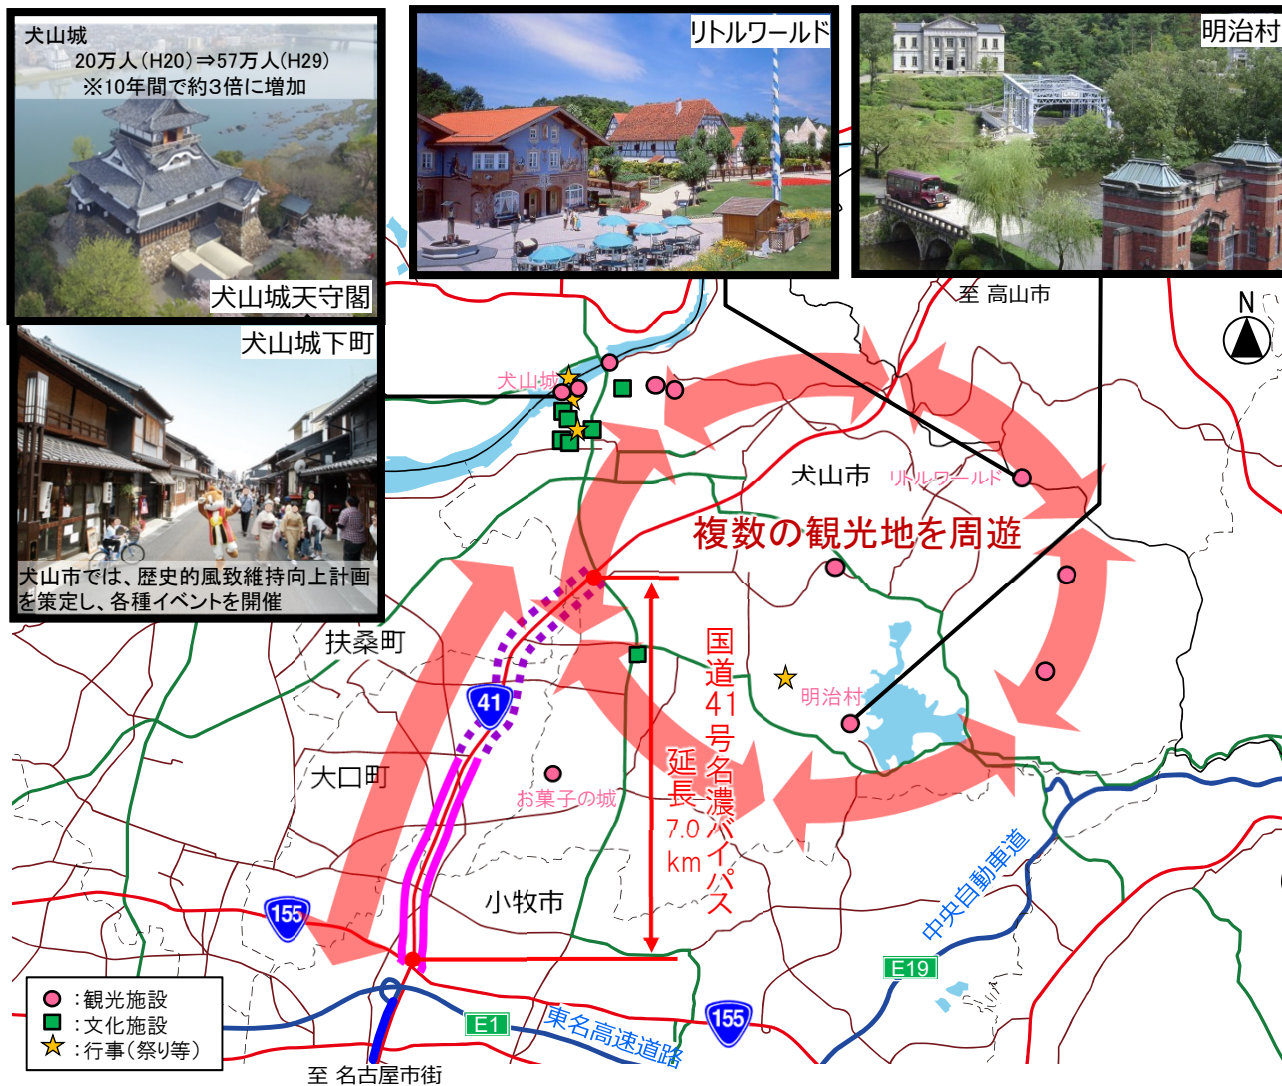 犬山城
20万人(H20)⇒57万人(H29)
※10年間で約3倍に増加
犬山城天守閣
リトルワールド
明治村
犬山城下町
犬山市では、歴史的風致維持向上計画
を策定し、各種イベントを開催
至 高山市
N
犬山城
犬山市
リトルワールド
複数の観光地を周遊
扶桑町
41
国道41号名濃バイパス
延長7.0km
明治村
大口町
お菓子の城
小牧市
155
中央自動車道
E19
E1
東名高速道路
155
:観光施設
:文化施設
:行事(祭り等)
至 名古屋市街